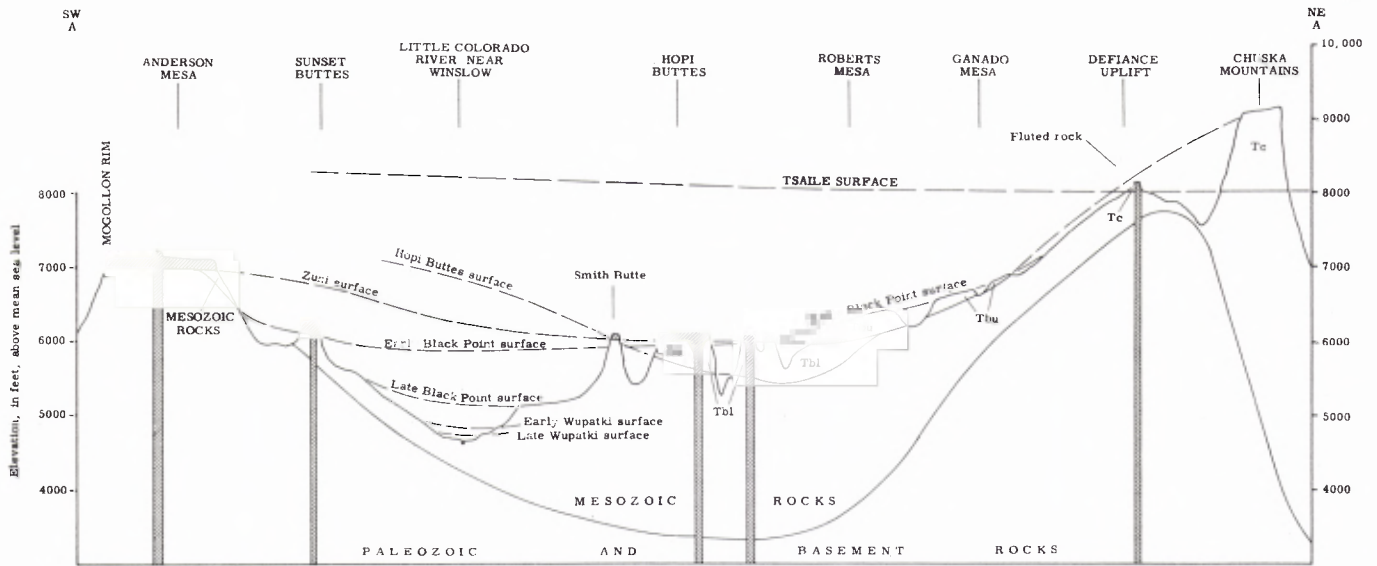 SW
A
NE
A
ANDERSON
MESA
SUNSET
BUTTES
LITTLE COLORADO
RIVER NEAR
WINSLOW
HOPI
BUTTES
ROBERTS
MESA
GANADO
MESA
DEFIANCE
UPLIFT
CHUSKA
MOUNTAINS
10,000
9000
8000
7000
6000
5000
4000
8000
7000
6000
5000
4000
Elevation, in feet, above mean sea level
MOGOLLON RIM
Fluted rock
Tc
TSAILE SURFACE
Tc
Hopi Buttes surface
Zuni surface
Smith Butte
Black Point surface
MESOZOIC
ROCKS
Tbu
Black Point surface
Tbl
Late Black Point surface
Tbl
Early Wupatki surface
Late Wupatki surface
MESOZOIC ROCKS
PALEOZOIC AND BASEMENT ROCKS